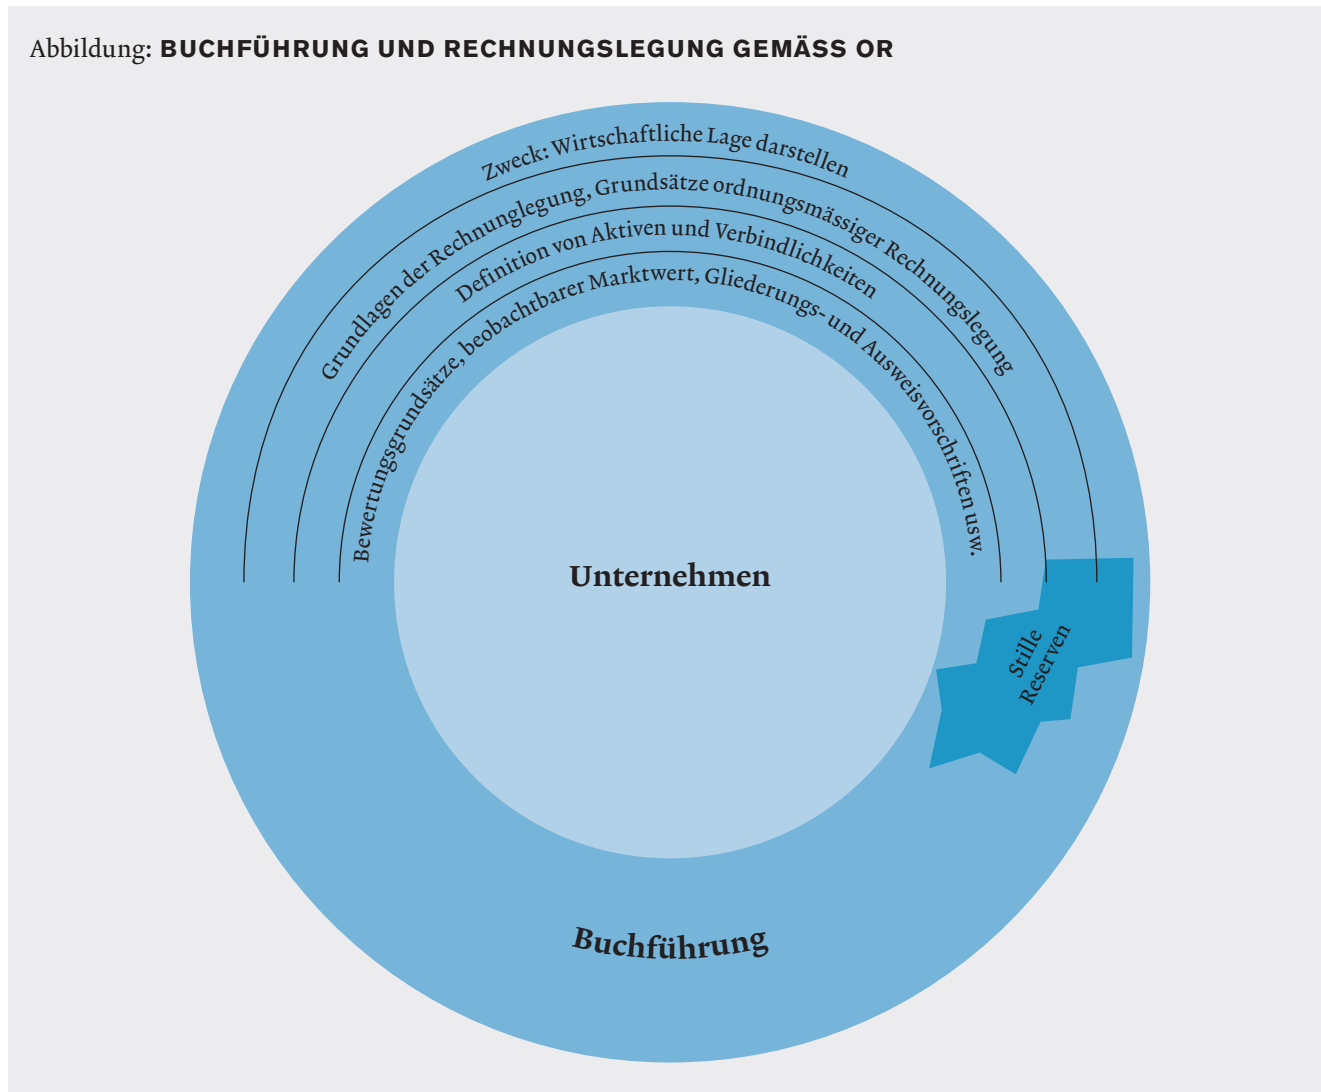 Abbildung: BUCHFÜHRUNG UND RECHNUNGSLEGUNG GEMÄSS OR
Zweck: Wirtschaftliche Lage darstellen
Grundlagen der Rechnunglegung, Grundsätze ordnungsmässiger Rechnungslegung
Definition von Aktiven und Verbindlichkeiten
Bewertungsgrundsätze, beobachtbarer Marktwert, Gliederungs- und Ausweisvorschriften usw.
Unternehmen
Stille
Reserven
Buchführung